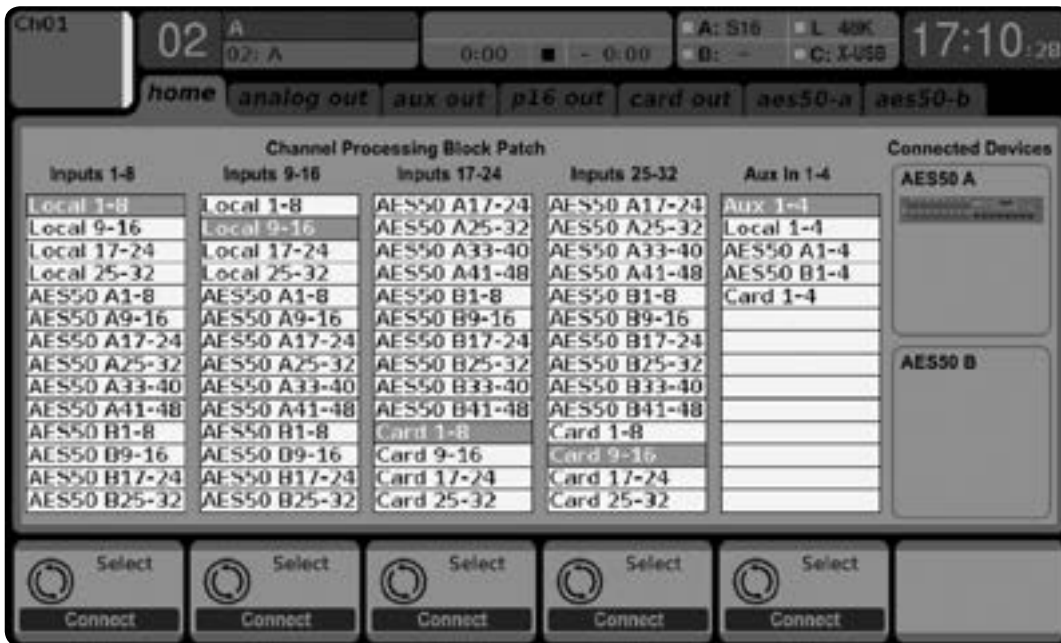 Ch01
02
A
02: A
0:00 - 0:00
A: S16
B: -
L 48K
C: X-USB
17:10:28
home analog out aux out p16 out card out aes50-a aes50-b
Channel Processing Block Patch
Connected Devices
Inputs 1-8
Local 1-8
Local 9-16
Local 17-24
Local 25-32
AES50 A1-8
AES50 A9-16
AES50 A17-24
AES50 A25-32
AES50 A33-40
AES50 A41-48
AES50 B1-8
AES50 B9-16
AES50 B17-24
AES50 B25-32
Inputs 9-16
Local 1-8
Local 9-16
Local 17-24
Local 25-32
AES50 A1-8
AES50 A9-16
AES50 A17-24
AES50 A25-32
AES50 A33-40
AES50 A41-48
AES50 B1-8
AES50 B9-16
AES50 B17-24
AES50 B25-32
Inputs 17-24
AES50 A17-24
AES50 A25-32
AES50 A33-40
AES50 A41-48
AES50 B1-8
AES50 B9-16
AES50 B17-24
AES50 B25-32
AES50 B33-40
AES50 B41-48
Card 1-8
Card 9-16
Card 17-24
Card 25-32
Inputs 25-32
AES50 A17-24
AES50 A25-32
AES50 A33-40
AES50 A41-48
AES50 B1-8
AES50 B9-16
AES50 B17-24
AES50 B25-32
AES50 B33-40
AES50 B41-48
Card 1-8
Card 9-16
Card 17-24
Card 25-32
Aux In 1-4
Aux 1-4
Local 1-4
AES50 A1-4
AES50 B1-4
Card 1-4
AES50 A
AES50 B
Select
Connect
Select
Connect
Select
Connect
Select
Connect
Select
Connect